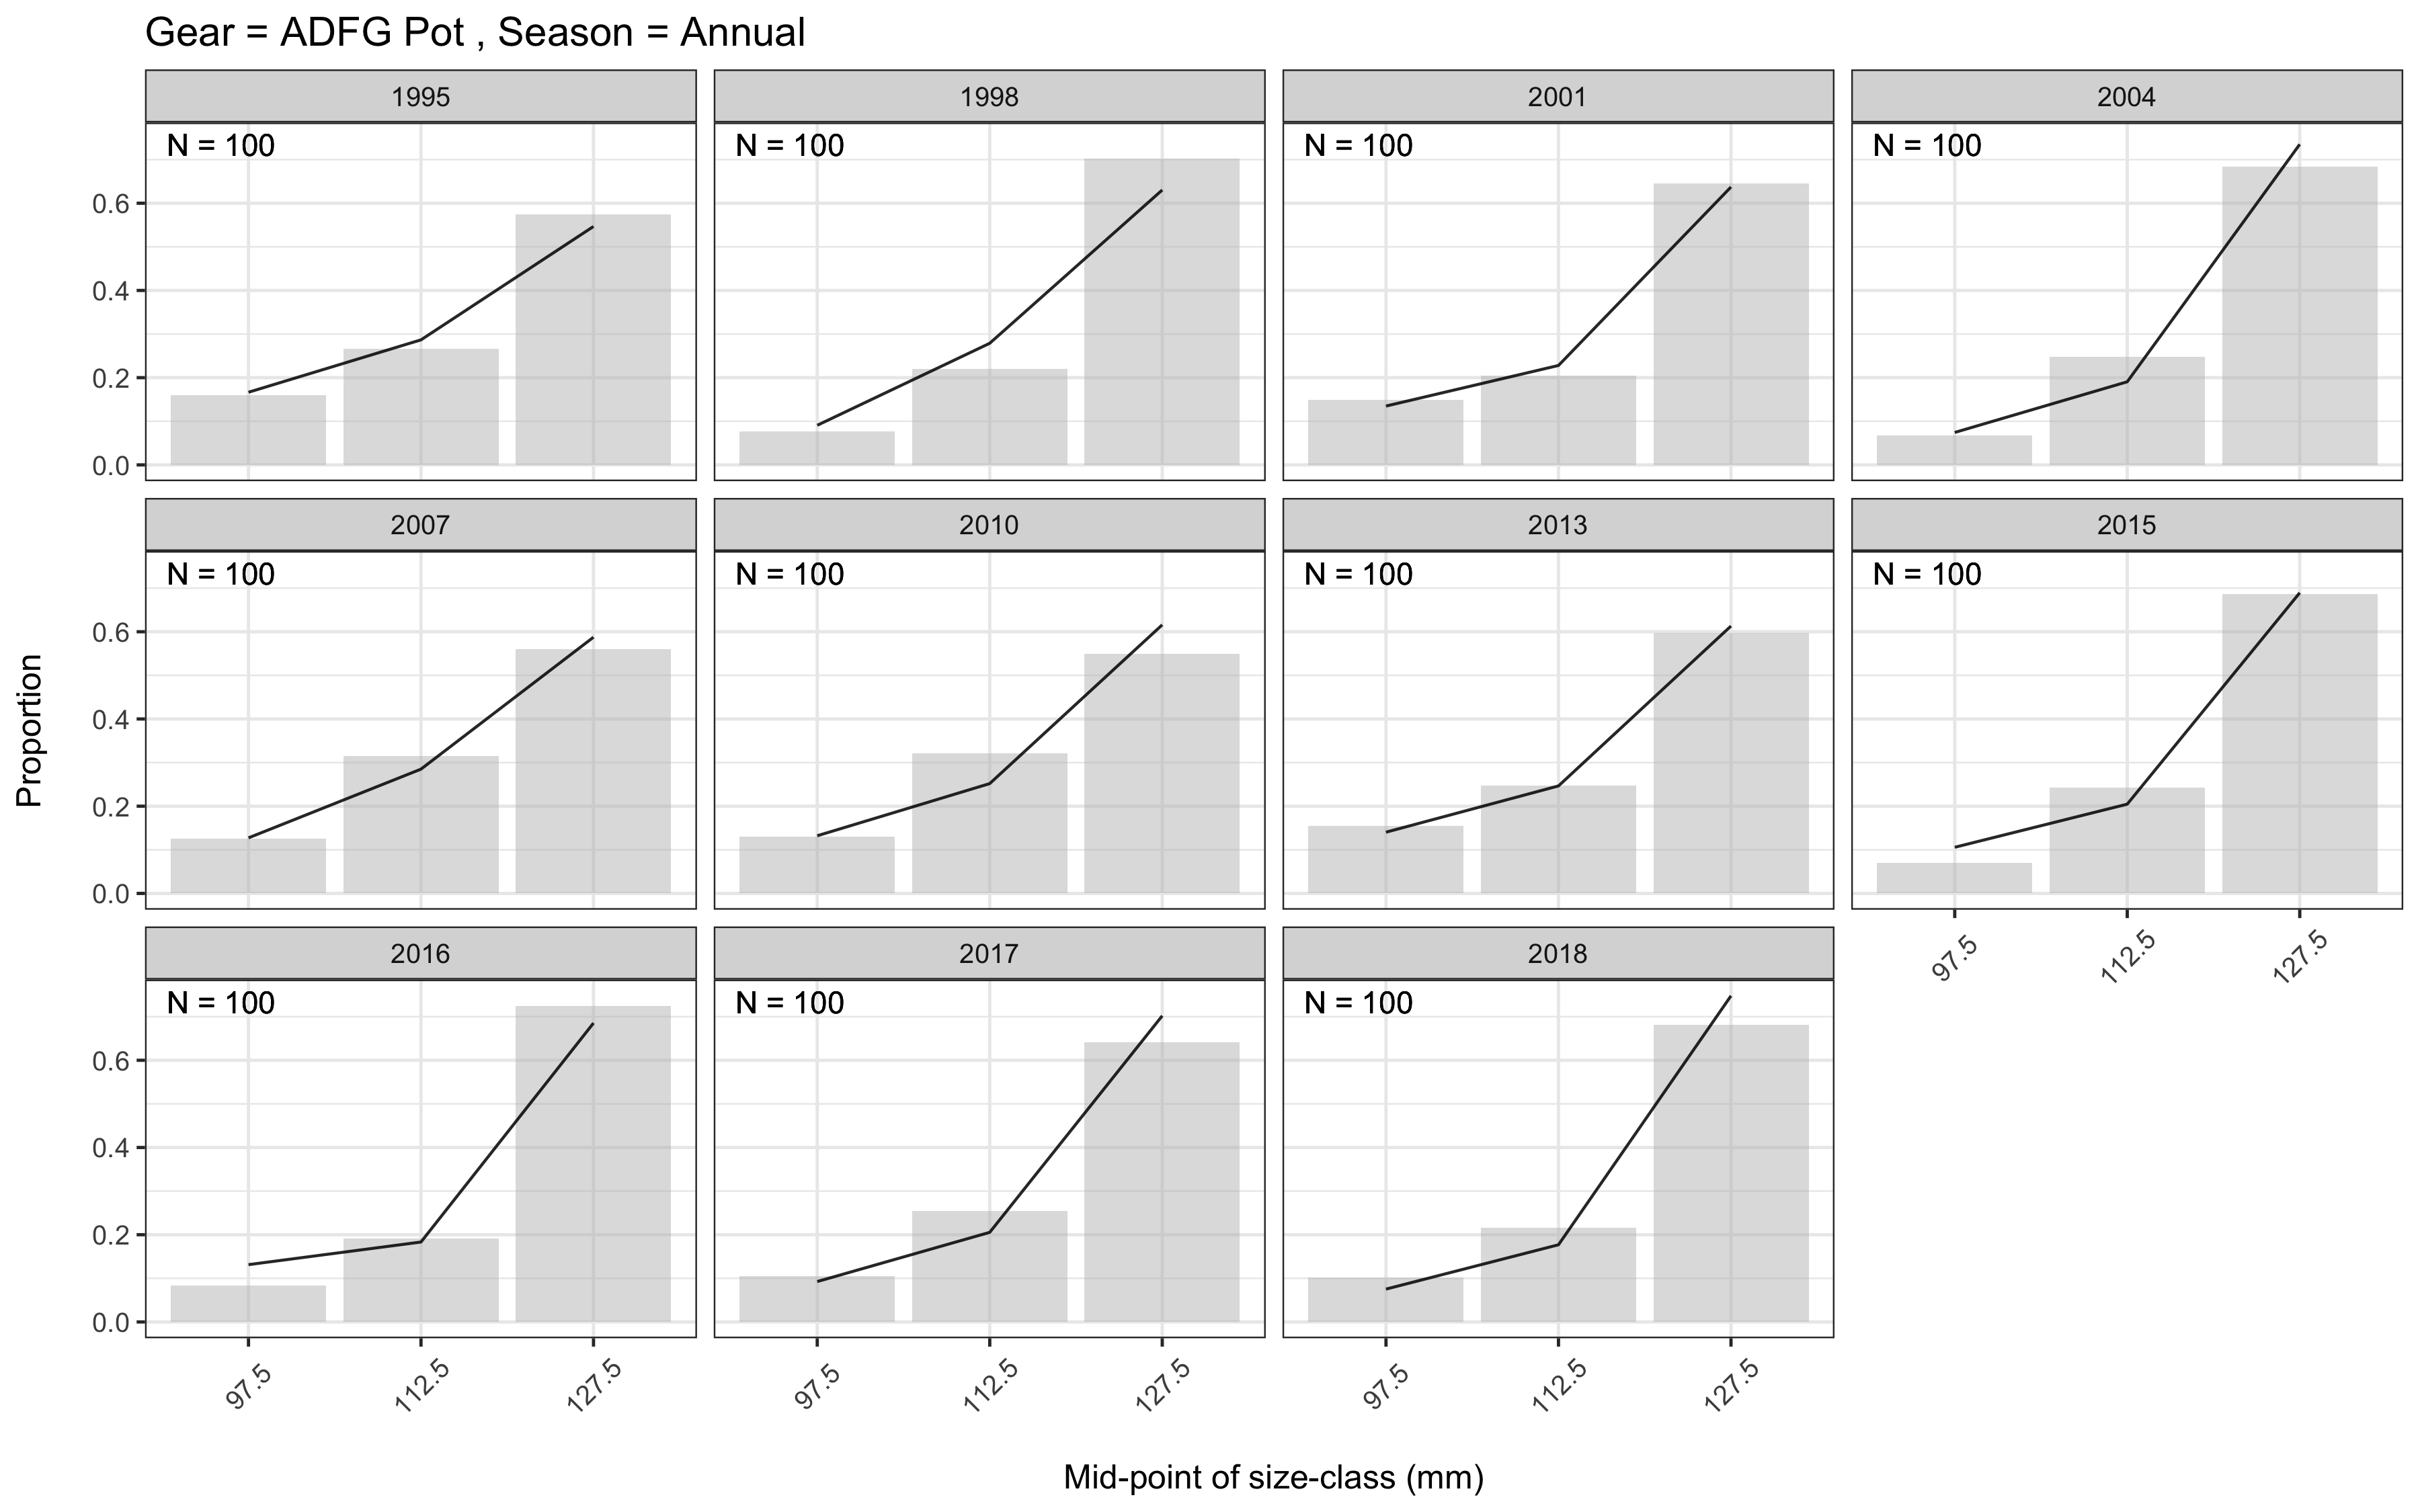 Gear = ADFG Pot , Season = Annual
1995 1998 2001 2004
N = 100 N = 100 N = 100 N = 100
0.6
0.4
0.2
0.0
2007 2010 2013 2015
N = 100 N = 100 N = 100 N = 100
0.6
0.4
0.2
0.0
97.5 112.5 127.5
2016 2017 2018
N = 100 N = 100 N = 100
0.6
0.4
0.2
0.0
97.5 112.5 127.5 97.5 112.5 127.5 97.5 112.5 127.5
Proportion
Mid-point of size-class (mm)